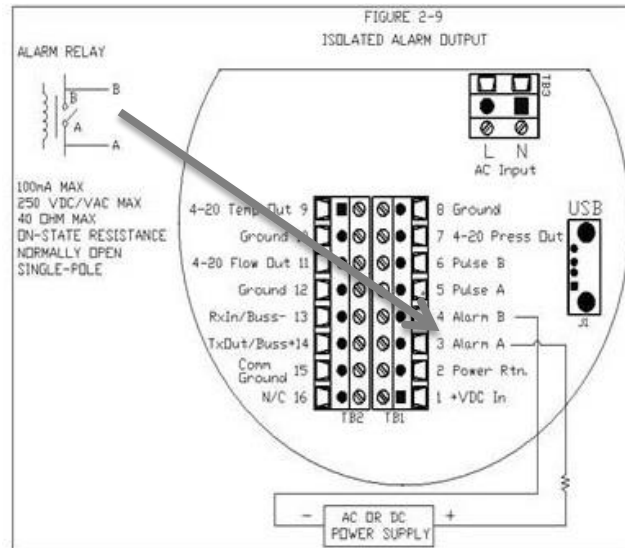 FIGURE 2-9
ISOLATED ALARM OUTPUT
ALARM RELAY
B
B
A
A
100mA MAX
250 VDC/VAC MAX
40 OHM MAX
ON-STATE RESISTANCE
NORMALLY OPEN
SINGLE-POLE
TB3
L N
AC Input
4-20 Temp Out 9
Ground
4-20 Flow Out 11
Ground 12
RxIn/Buss- 13
TxOut/Buss+14
Comm
Ground 15
N/C 16
TB2 TB1
8 Ground
7 4-20 Press Out
6 Pulse B
5 Pulse A
4 Alarm B
3 Alarm A
2 Power Rtn.
1 +VDC In
USB
J1
- AC OR DC +
POWER SUPPLY